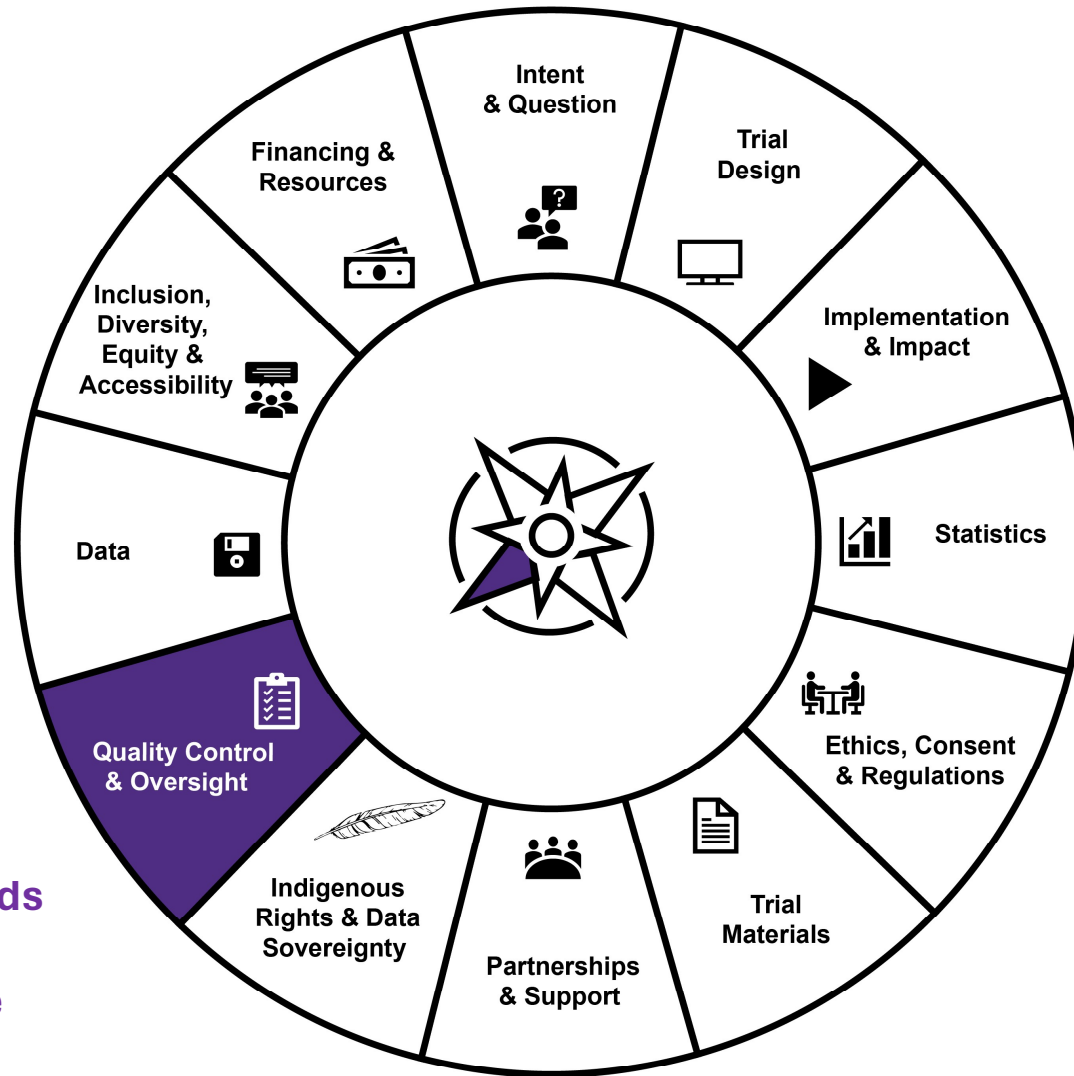 Intent
& Question
Trial
Design
Implementation
& Impact
Statistics
Ethics, Consent
& Regulations
Trial
Materials
Partnerships
& Support
Indigenous
Rights & Data
Sovereignty
Quality Control
& Oversight
Data
Inclusion,
Diversity,
Equity &
Accessibility
Financing &
Resources
?